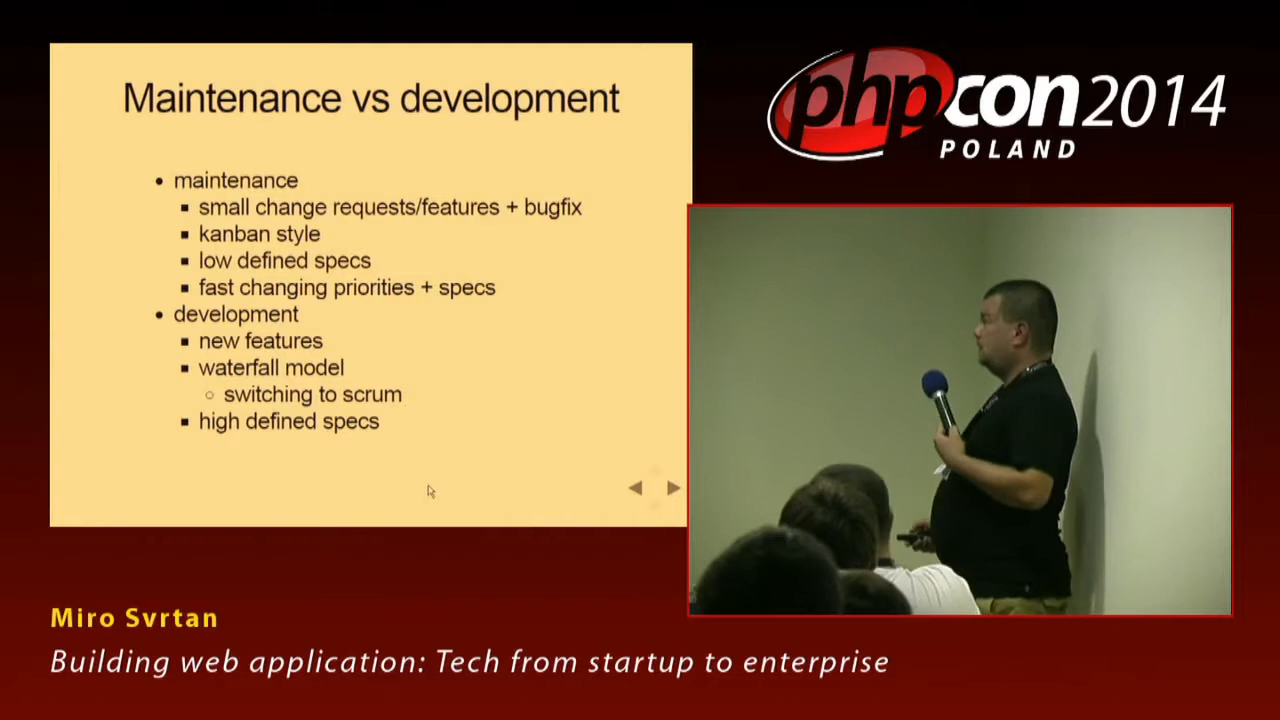 Maintenance vs development
maintenance
small change requests/features + bugfix
kanban style
low defined specs
fast changing priorities + specs
development
new features
waterfall model
switching to scrum
high defined specs
phpcon2014
POLAND
Miro Svrtan
Building web application: Tech from startup to enterprise